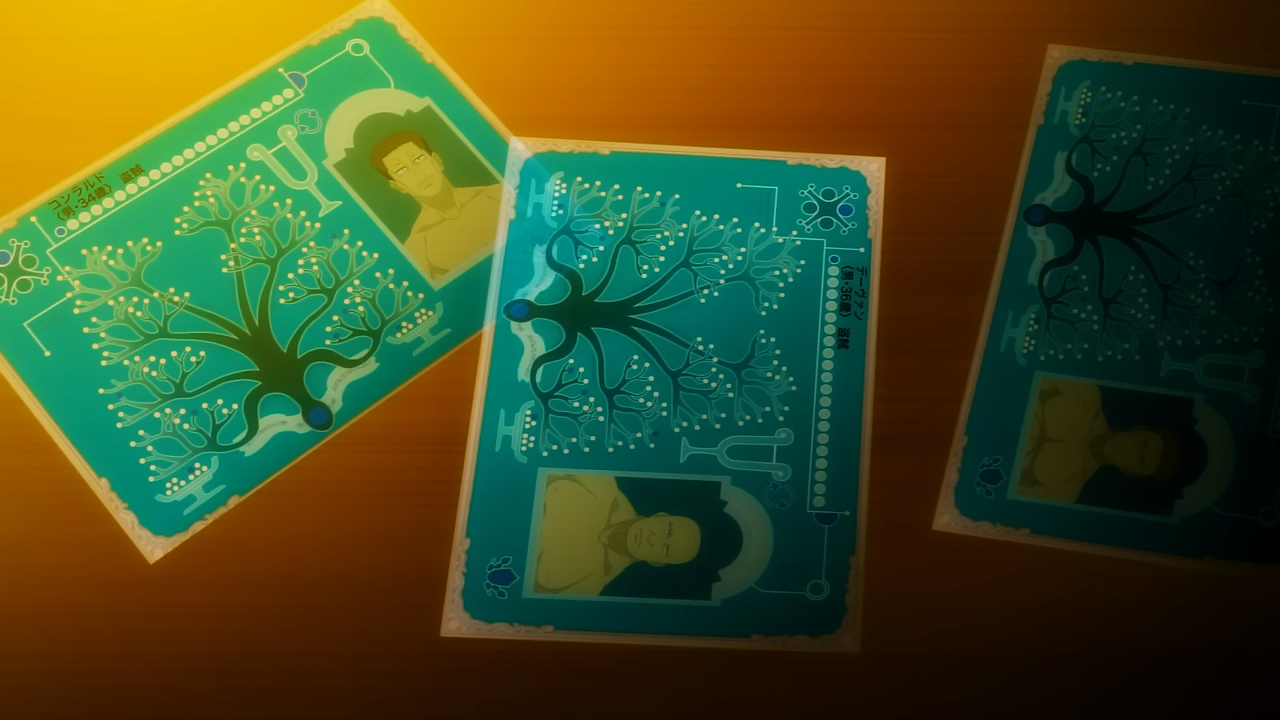 コンラルド
（男・34歳） 盗賊
デーヴァン
（男・36歳） 盗賊